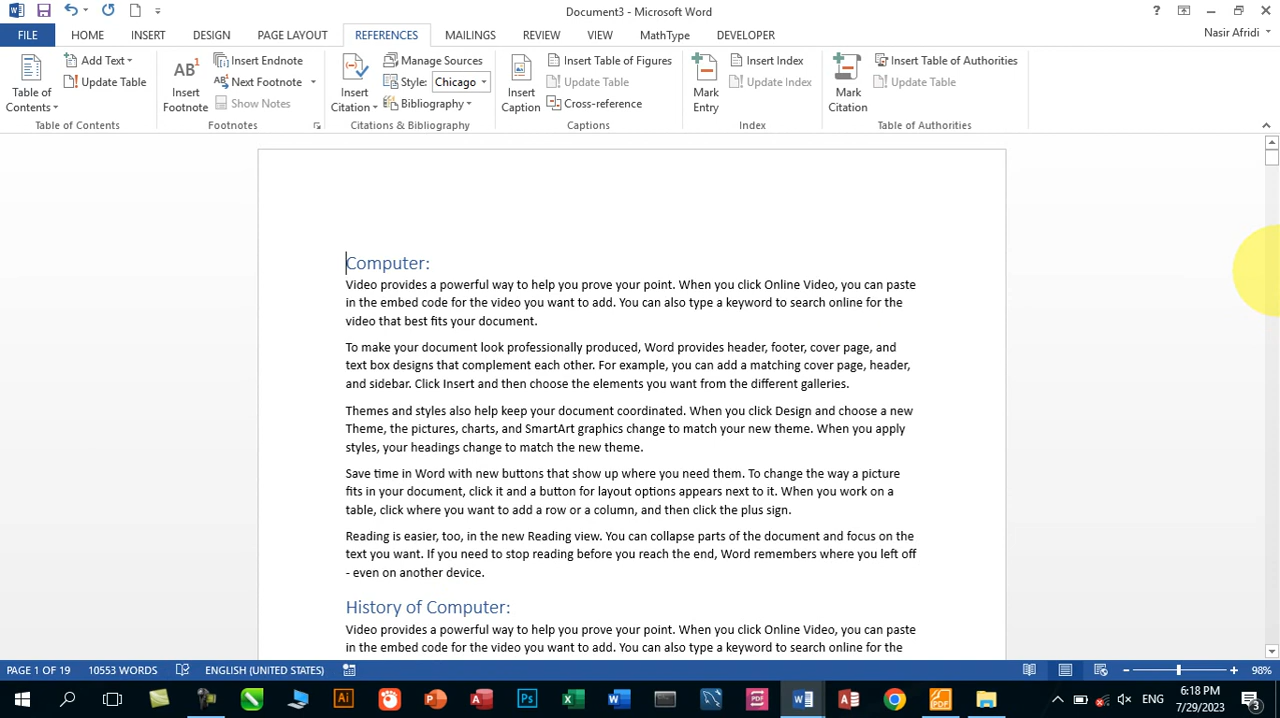 Document3 - Microsoft Word
?
FILE HOME INSERT DESIGN PAGE LAYOUT REFERENCES MAILINGS REVIEW VIEW MathType DEVELOPER Nasir Afridi
Table of Contents
Add Text
Update Table
Table of Contents
AB1
Insert Footnote
Insert Endnote
Next Footnote
Show Notes
Footnotes
Insert Citation
Manage Sources
Style: Chicago
Bibliography
Citations & Bibliography
Insert Caption
Insert Table of Figures
Update Table
Cross-reference
Captions
Mark Entry
Insert Index
Update Index
Index
Mark Citation
Insert Table of Authorities
Update Table
Table of Authorities
Computer:
Video provides a powerful way to help you prove your point. When you click Online Video, you can paste
in the embed code for the video you want to add. You can also type a keyword to search online for the
video that best fits your document.
To make your document look professionally produced, Word provides header, footer, cover page, and
text box designs that complement each other. For example, you can add a matching cover page, header,
and sidebar. Click Insert and then choose the elements you want from the different galleries.
Themes and styles also help keep your document coordinated. When you click Design and choose a new
Theme, the pictures, charts, and SmartArt graphics change to match your new theme. When you apply
styles, your headings change to match the new theme.
Save time in Word with new buttons that show up where you need them. To change the way a picture
fits in your document, click it and a button for layout options appears next to it. When you work on a
table, click where you want to add a row or a column, and then click the plus sign.
Reading is easier, too, in the new Reading view. You can collapse parts of the document and focus on the
text you want. If you need to stop reading before you reach the end, Word remembers where you left off
- even on another device.
History of Computer:
Video provides a powerful way to help you prove your point. When you click Online Video, you can paste
in the embed code for the video you want to add. You can also type a keyword to search online for the
PAGE 1 OF 19 10553 WORDS ENGLISH (UNITED STATES) 98%
ENG
6:18 PM
7/29/2023
3